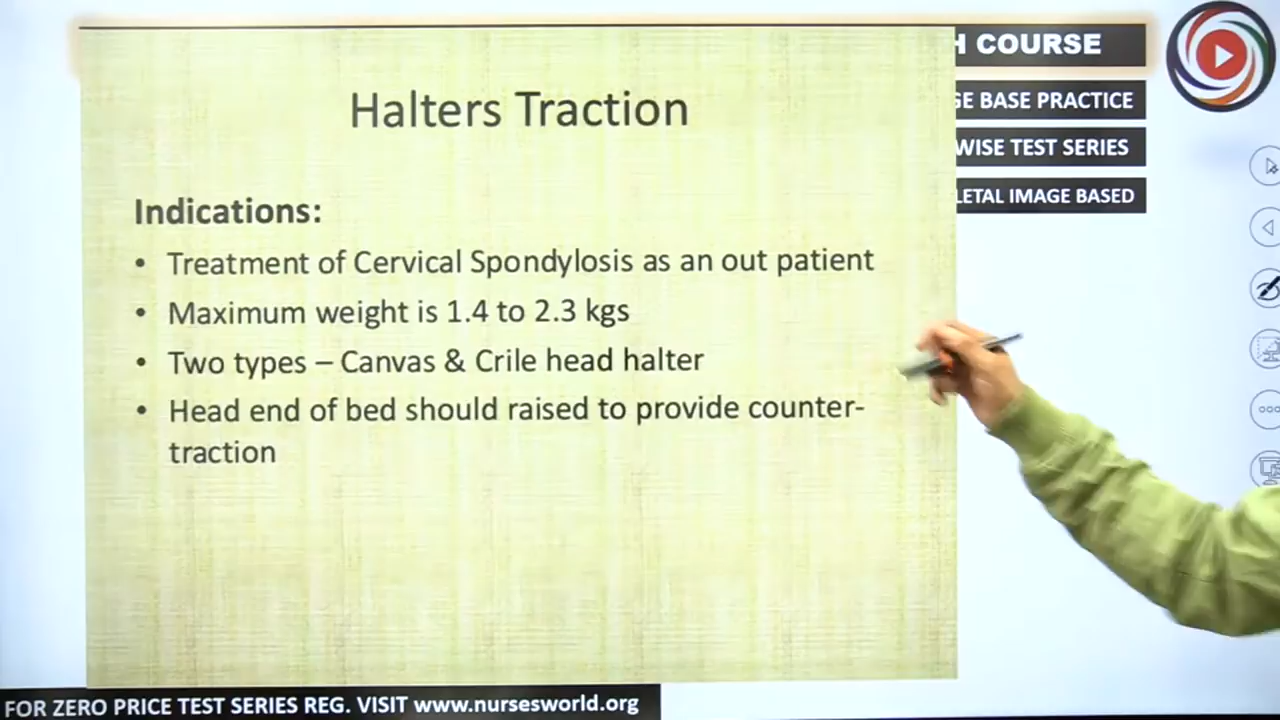 Halters Traction
Indications:
• Treatment of Cervical Spondylosis as an out patient
• Maximum weight is 1.4 to 2.3 kgs
• Two types – Canvas & Crile head halter
• Head end of bed should raised to provide counter-
traction
H COURSE
GE BASE PRACTICE
WISE TEST SERIES
LETAL IMAGE BASED
FOR ZERO PRICE TEST SERIES REG. VISIT www.nursesworld.org